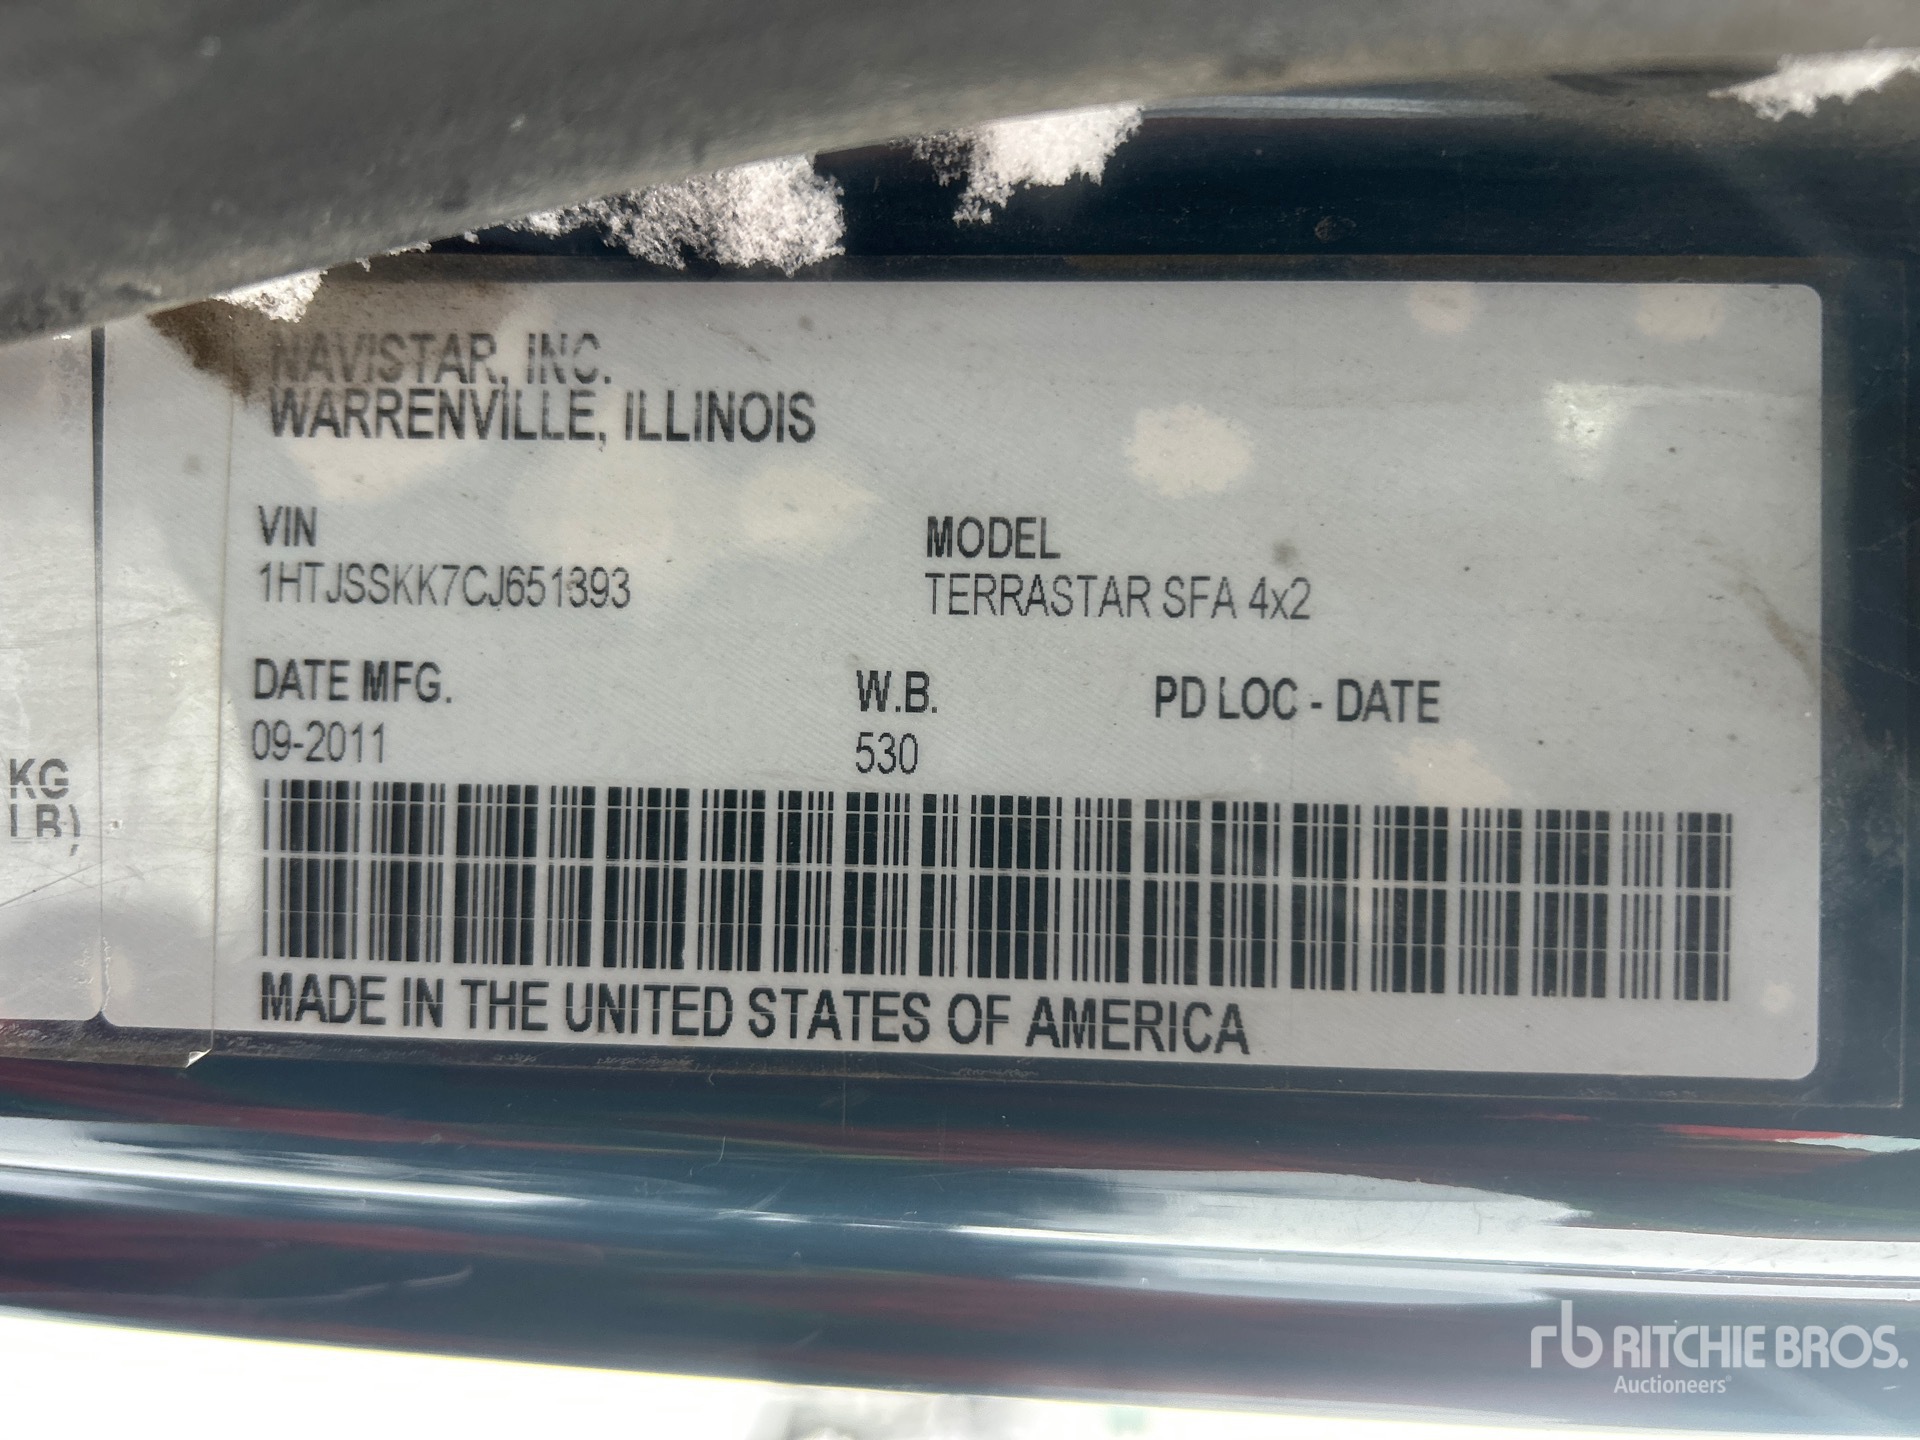 NAVISTAR, INC.
WARRENVILLE, ILLINOIS
VIN
1HTJSSKK7CJ651393
MODEL
TERRASTAR SFA 4x2
DATE MFG.
09-2011
W.B.
530
PD LOC - DATE
KG
LB)
MADE IN THE UNITED STATES OF AMERICA
rb RITCHIE BROS.
Auctioneers